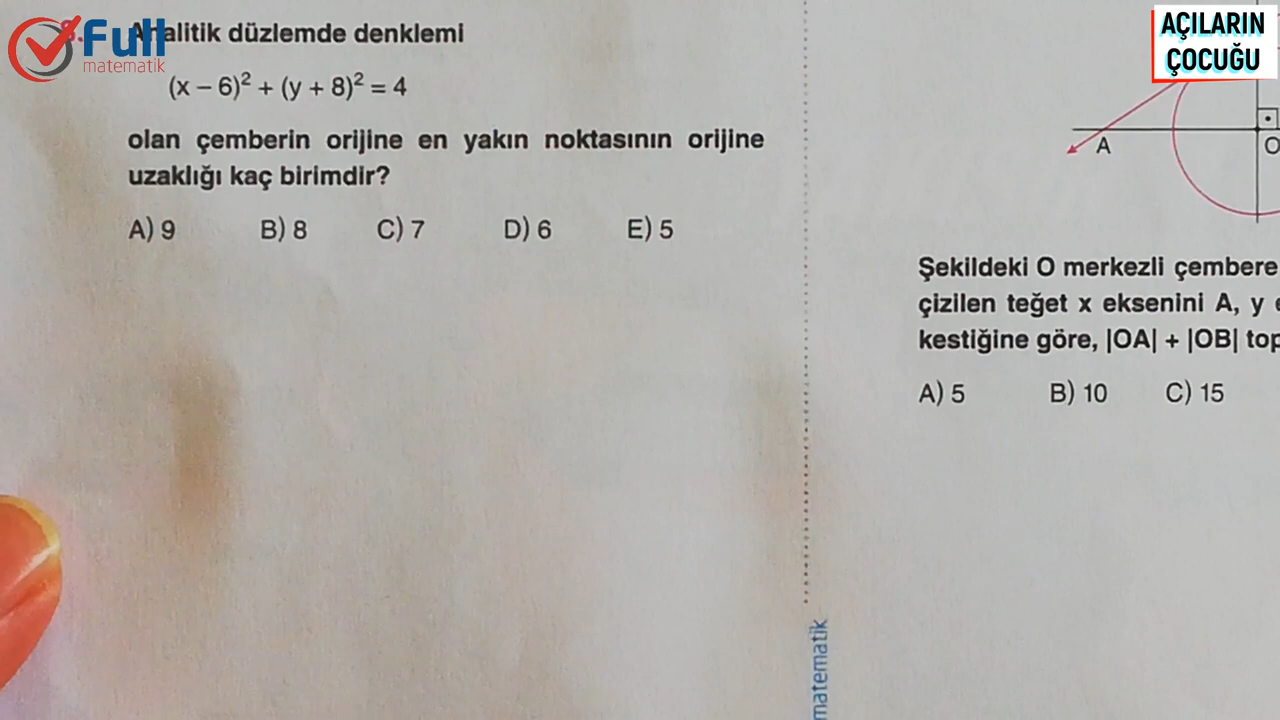 Full
matematik
8. Analitik düzlemde denklemi
(x – 6)² + (y + 8)² = 4
olan çemberin orijine en yakın noktasının orijine
uzaklığı kaç birimdir?
A) 9 B) 8 C) 7 D) 6 E) 5
matematik
AÇILARIN
ÇOCUĞU
A O
Şekildeki O merkezli çembere
çizilen teğet x eksenini A, y
kestiğine göre, |OA| + |OB| top
A) 5 B) 10 C) 15